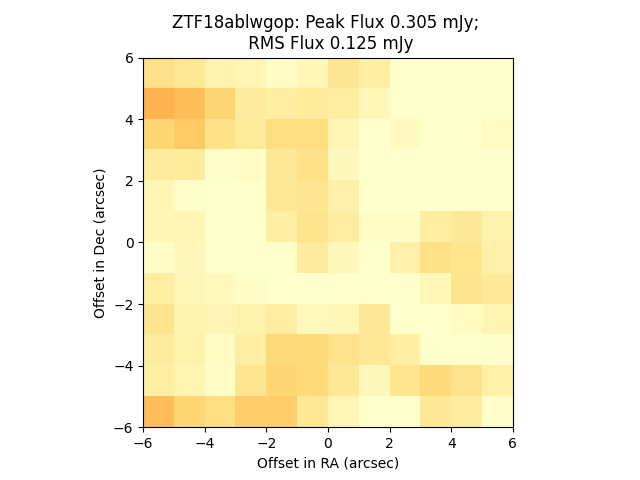 ZTF18ablwgop: Peak Flux 0.305 mJy;
RMS Flux 0.125 mJy
6
4
2
0
−2
−4
−6
Offset in Dec (arcsec)
−6 −4 −2 0 2 4 6
Offset in RA (arcsec)